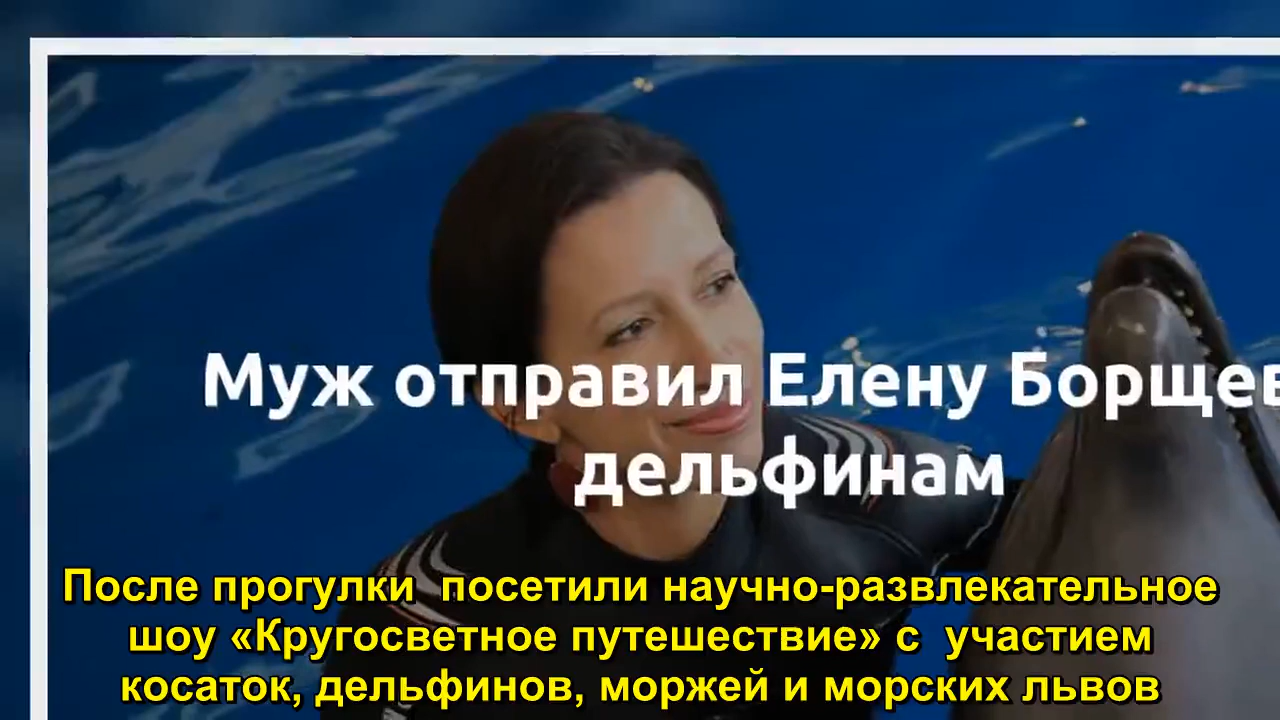 Муж отправил Елену Борщев
дельфинам
После прогулки посетили научно-развлекательное
шоу «Кругосветное путешествие» с участием
косаток, дельфинов, моржей и морских львов